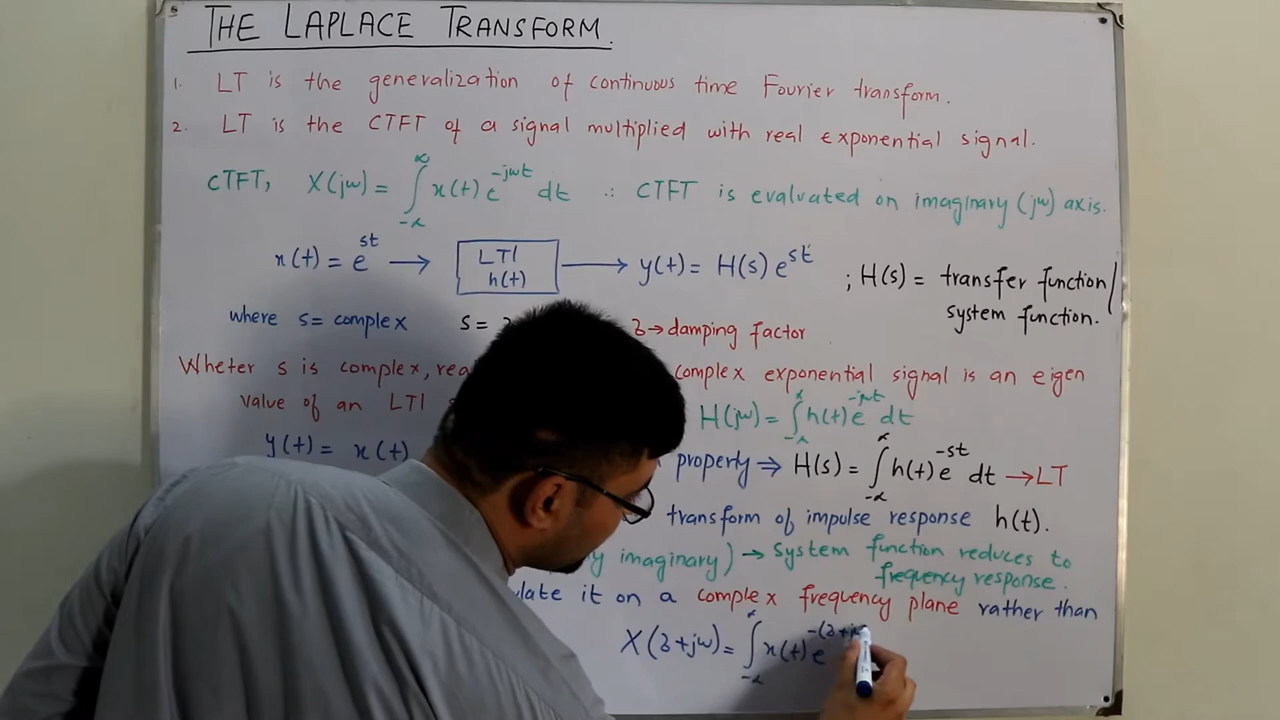 THE LAPLACE TRANSFORM.
1. LT is the generalization of continuous time Fourier transform.
2. LT is the CTFT of a signal multiplied with real exponential signal.
CTFT, X(jω) = ∫_{-∞}^{∞} x(t) e^{-jωt} dt ∴ CTFT is evaluated on imaginary (jω) axis.
x(t) = e^{st} → LTI h(t) → y(t) = H(s) e^{st} ; H(s) = transfer function/
system function.
where s = complex s = σ → damping factor
Wheter s is complex, complex exponential signal is an eigen
value of an LTI H(jω) = ∫_{-∞}^{∞} h(t) e^{-jωt} dt
y(t) = x(t) property ⇒ H(s) = ∫_{-∞}^{∞} h(t) e^{-st} dt → LT
transform of impulse response h(t).
imaginary) → System function reduces to
frequency response.
it on a complex frequency plane rather than
X(σ+jω) = ∫_{-∞}^{∞} x(t) e^{-(σ+jω